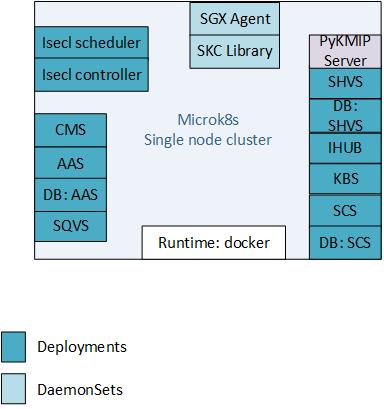 SGX Agent
SKC Library
Isecl scheduler
Isecl controller
PyKMIP
Server
SHVS
DB:
SHVS
IHUB
KBS
SCS
DB: SCS
Microk8s
Single node cluster
CMS
AAS
DB: AAS
SQVS
Runtime: docker
Deployments
DaemonSets